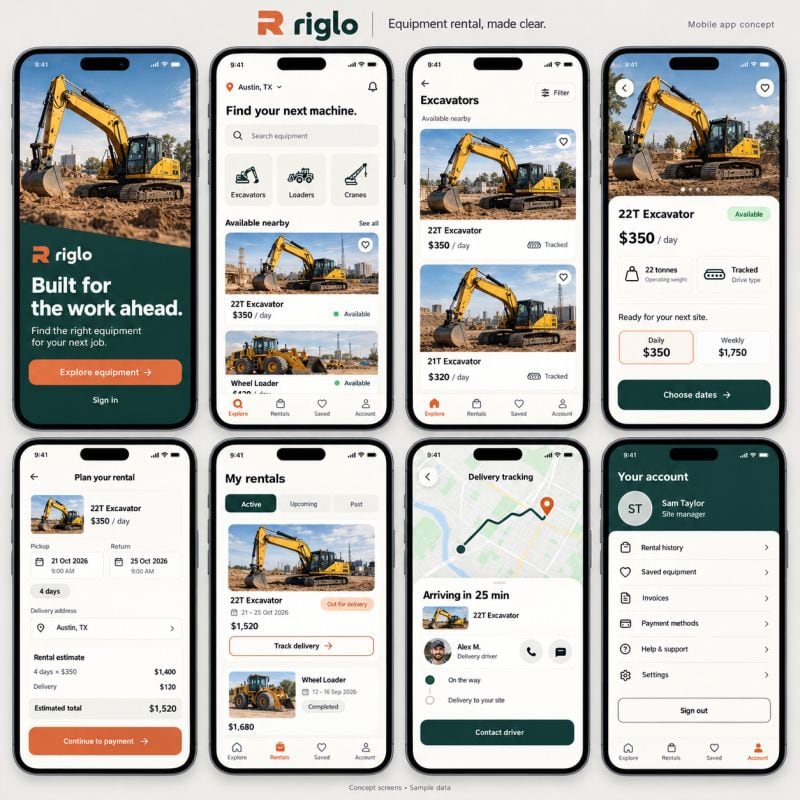 riglo
Equipment rental, made clear.
Mobile app concept
9:41
riglo
Built for
the work ahead.
Find the right equipment
for your next job.
Explore equipment →
Sign in
9:41
Austin, TX
Find your next machine.
Search equipment
Excavators
Loaders
Cranes
Available nearby
See all
22T Excavator
$350 / day
Available
Wheel Loader
Available
Explore
Rentals
Saved
Account
9:41
Excavators
Filter
Available nearby
22T Excavator
$350 / day
Tracked
21T Excavator
$320 / day
Tracked
Explore
Rentals
Saved
Account
9:41
22T Excavator
Available
$350 / day
22 tonnes
Operating weight
Tracked
Drive type
Ready for your next site.
Daily
$350
Weekly
$1,750
Choose dates →
9:41
Plan your rental
22T Excavator
$350 / day
Pickup
21 Oct 2026
9:00 AM
Return
25 Oct 2026
9:00 AM
4 days
Delivery address
Austin, TX
Rental estimate
4 days × $350
$1,400
Delivery
$120
Estimated total
$1,520
Continue to payment →
9:41
My rentals
Active
Upcoming
Past
22T Excavator
Out for delivery
21 – 25 Oct 2026
$1,520
Track delivery →
Wheel Loader
12 – 16 Sep 2026
Completed
$1,680
Explore
Rentals
Saved
Account
9:41
Delivery tracking
Arriving in 25 min
22T Excavator
Alex M.
Delivery driver
On the way
Delivery to your site
Contact driver
9:41
Your account
ST
Sam Taylor
Site manager
Rental history
Saved equipment
Invoices
Payment methods
Help & support
Settings
Sign out
Explore
Rentals
Saved
Account
Concept screens • Sample data